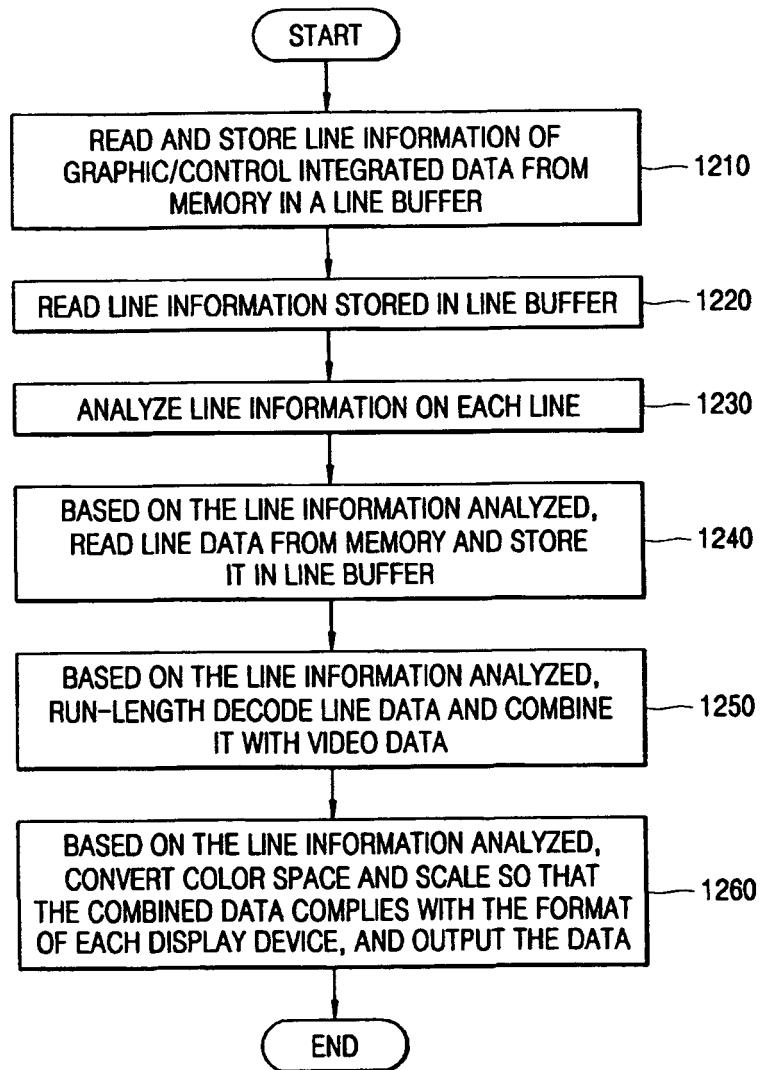 START
READ AND STORE LINE INFORMATION OF
GRAPHIC/CONTROL INTEGRATED DATA FROM
MEMORY IN A LINE BUFFER
1210
READ LINE INFORMATION STORED IN LINE BUFFER
1220
ANALYZE LINE INFORMATION ON EACH LINE
1230
BASED ON THE LINE INFORMATION ANALYZED,
READ LINE DATA FROM MEMORY AND STORE
IT IN LINE BUFFER
1240
BASED ON THE LINE INFORMATION ANALYZED,
RUN-LENGTH DECODE LINE DATA AND COMBINE
IT WITH VIDEO DATA
1250
BASED ON THE LINE INFORMATION ANALYZED,
CONVERT COLOR SPACE AND SCALE SO THAT
THE COMBINED DATA COMPLIES WITH THE FORMAT
OF EACH DISPLAY DEVICE, AND OUTPUT THE DATA
1260
END